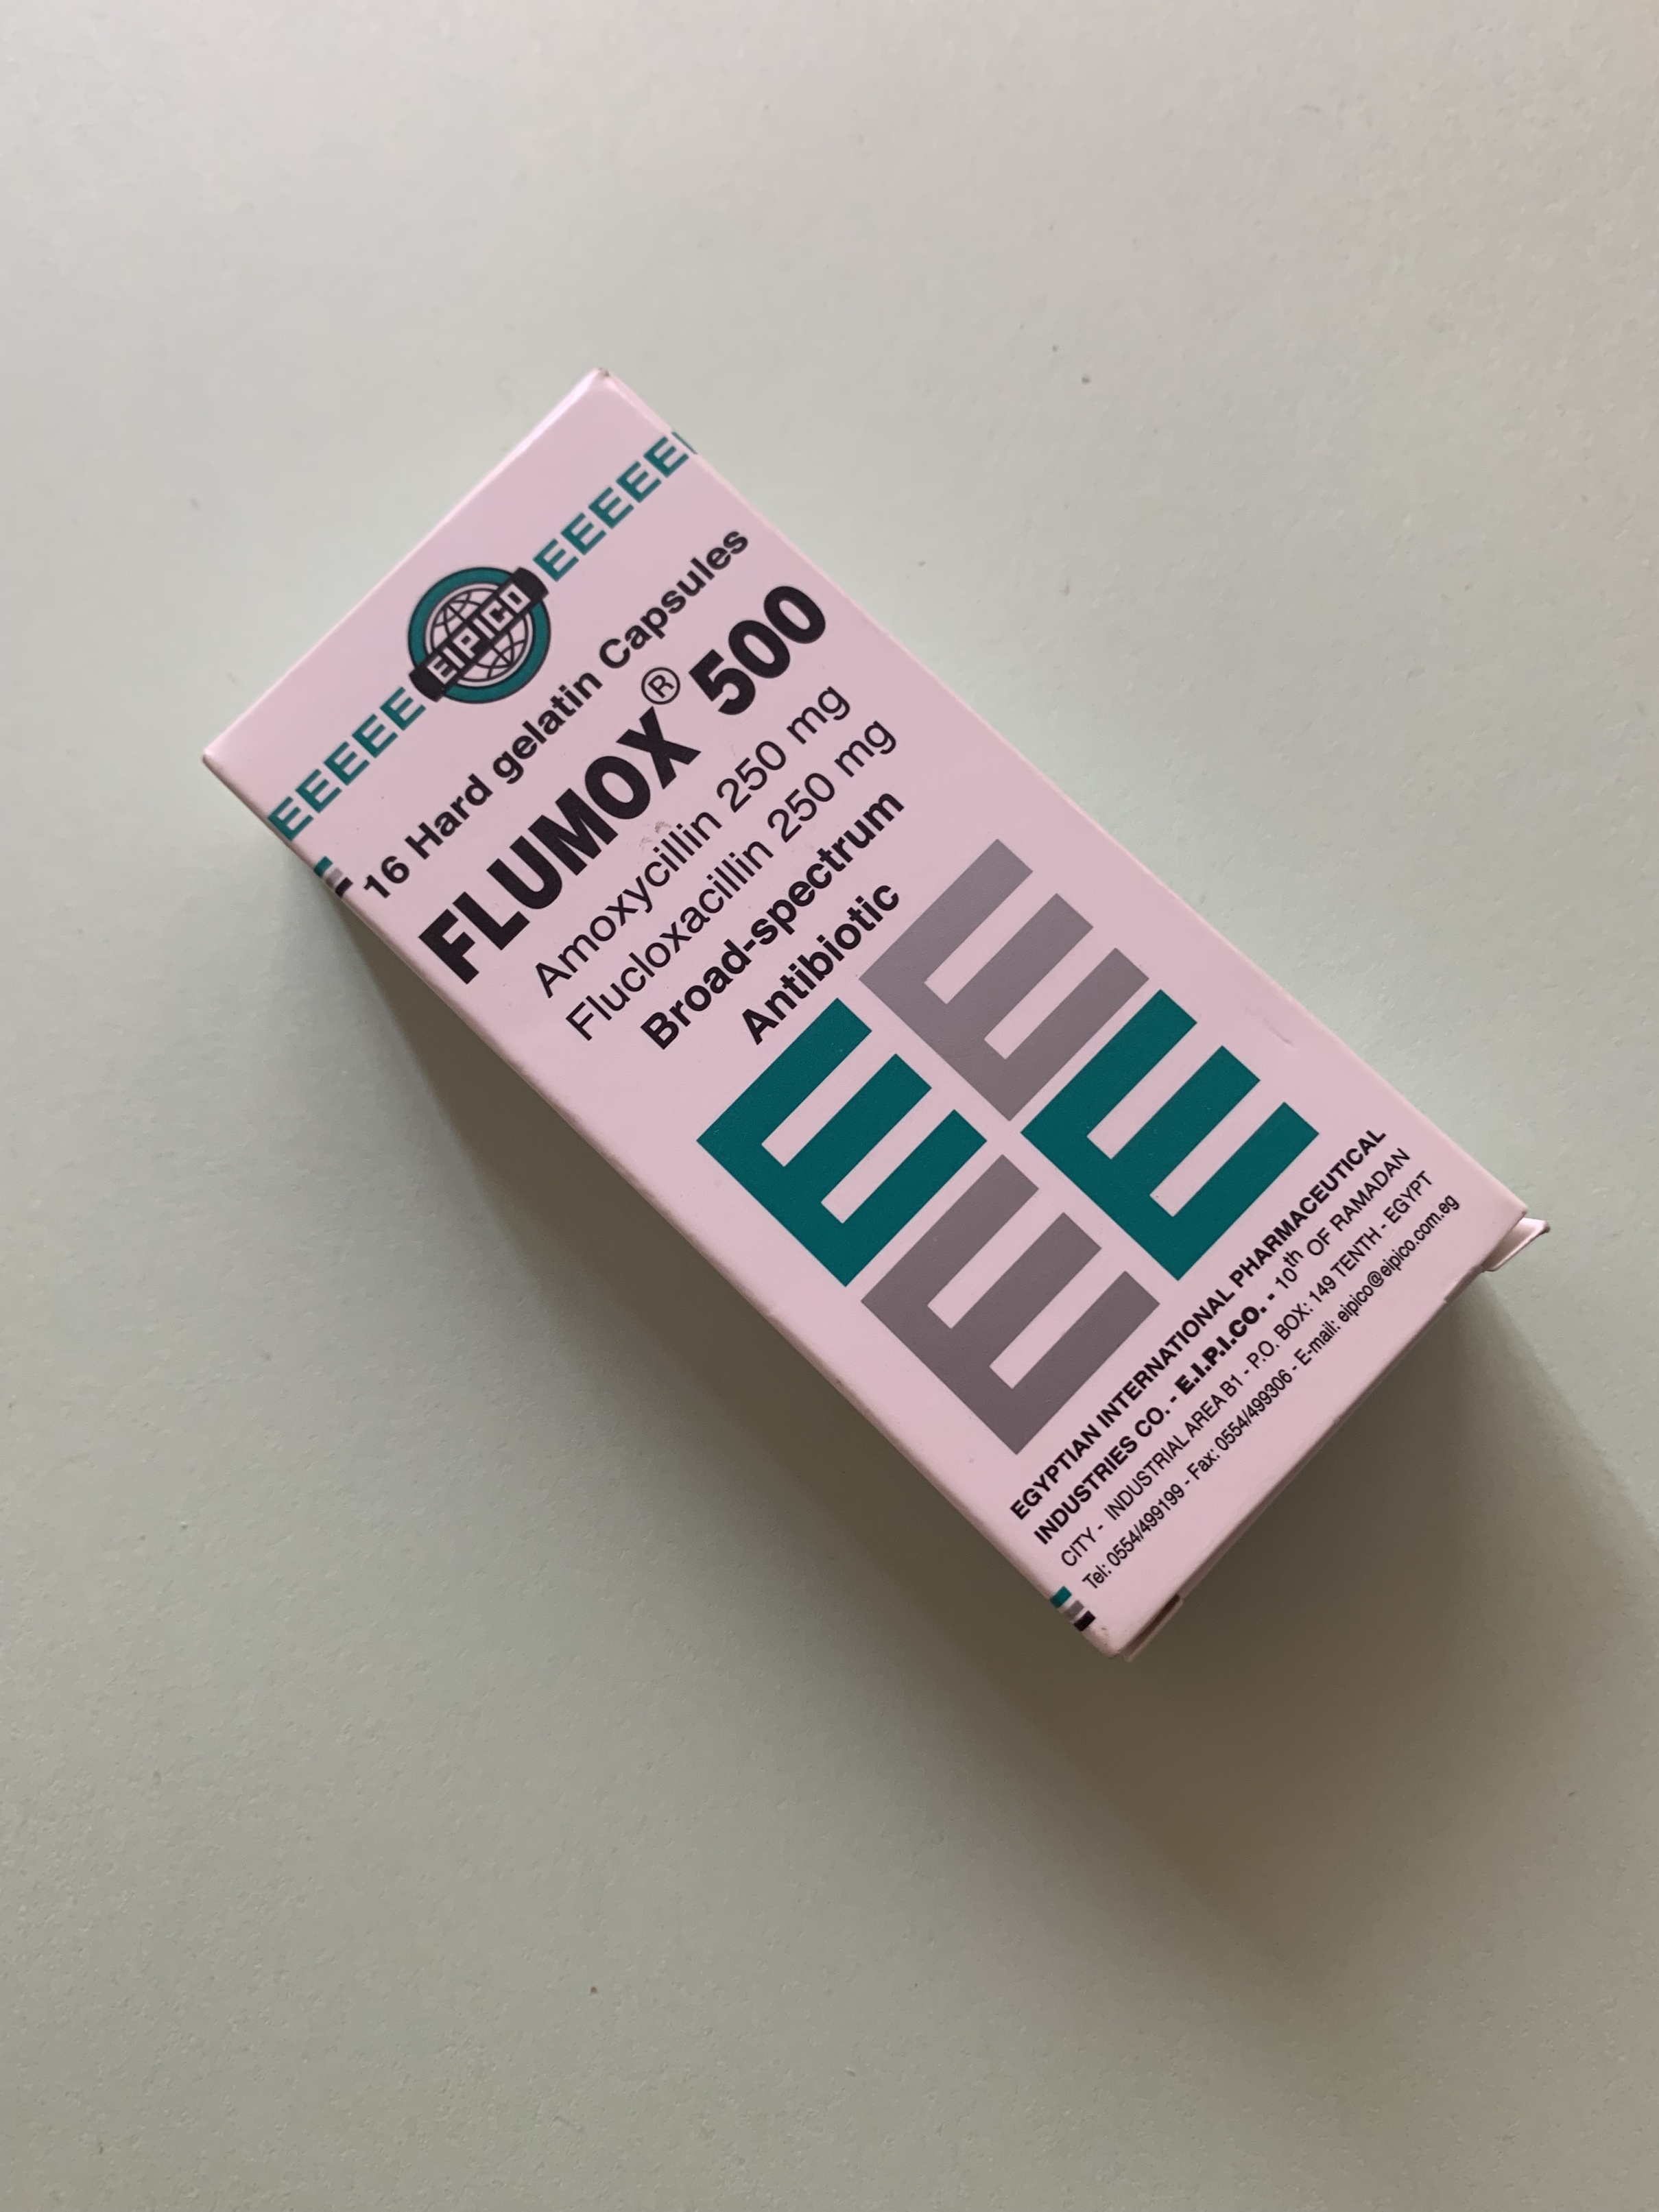 EEEEE EIPICO EEEEE
16 Hard gelatin Capsules
FLUMOX® 500
Amoxycillin 250 mg
Flucloxacillin 250 mg
Broad-spectrum
Antibiotic
E E
E E
EGYPTIAN INTERNATIONAL PHARMACEUTICAL
INDUSTRIES CO. - E.I.P.I.CO. - 10th OF RAMADAN
CITY - INDUSTRIAL AREA B1 - P.O. BOX: 149 TENTH - EGYPT
Tel: 0554/499199 - Fax: 0554/499306 - E-mail: eipico@eipico.com.eg